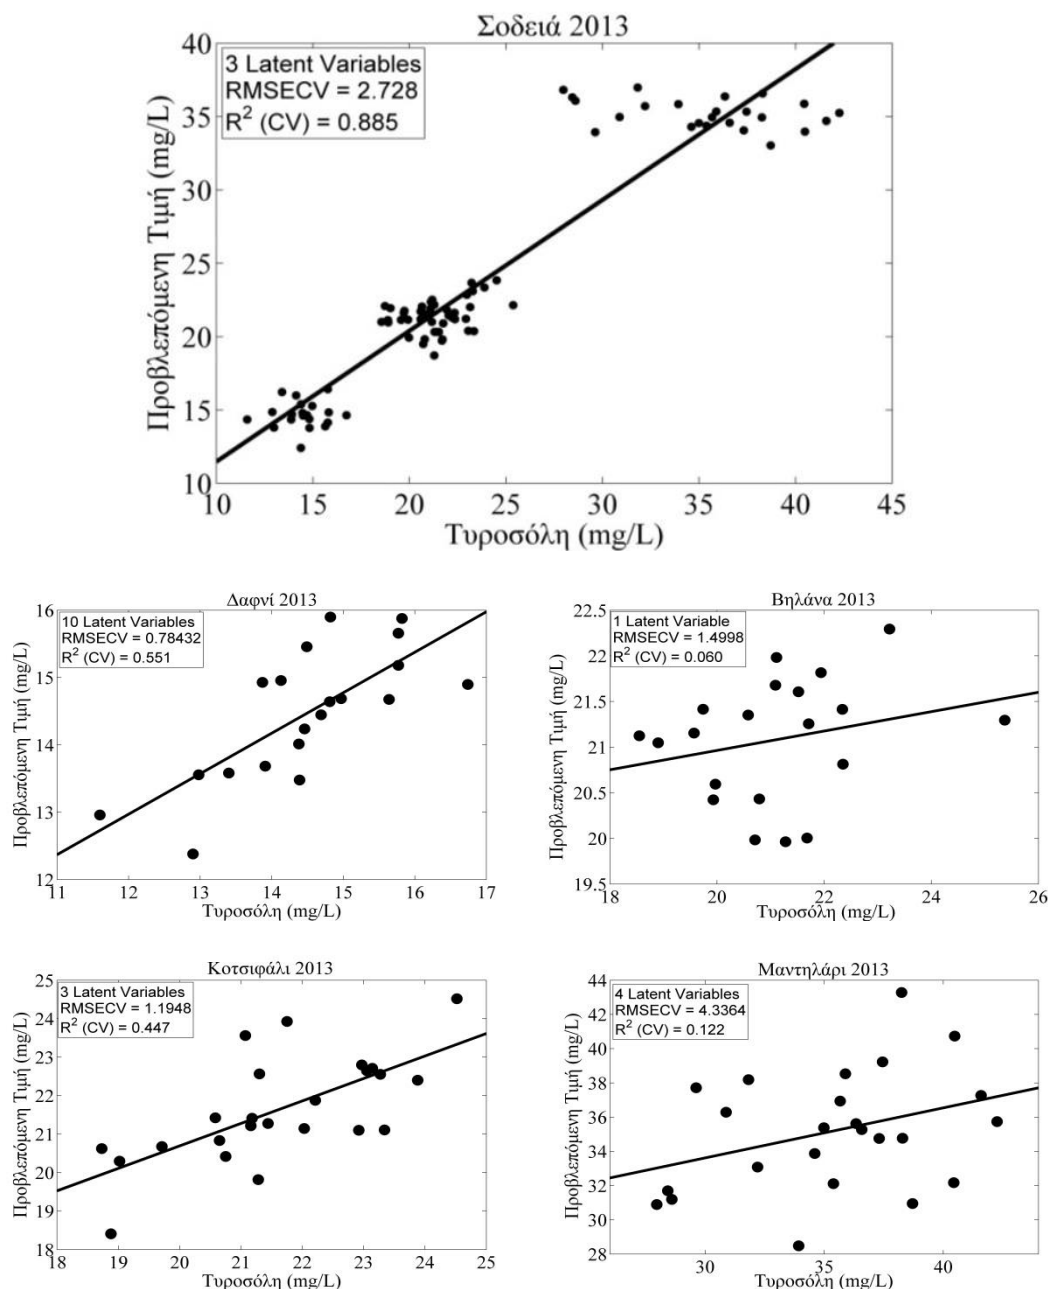 Σοδειά 2013
3 Latent Variables
RMSECV = 2.728
R² (CV) = 0.885
Προβλεπόμενη Τιμή (mg/L)
40
35
30
25
20
15
10
10 15 20 25 30 35 40 45
Τυροσόλη (mg/L)
Δαφνί 2013
10 Latent Variables
RMSECV = 0.78432
R² (CV) = 0.551
Προβλεπόμενη Τιμή (mg/L)
16
15
14
13
12
11 12 13 14 15 16 17
Τυροσόλη (mg/L)
Βηλάνα 2013
1 Latent Variable
RMSECV = 1.4998
R² (CV) = 0.060
Προβλεπόμενη Τιμή (mg/L)
22.5
22
21.5
21
20.5
20
19.5
18 20 22 24 26
Τυροσόλη (mg/L)
Κοτσιφάλι 2013
3 Latent Variables
RMSECV = 1.1948
R² (CV) = 0.447
Προβλεπόμενη Τιμή (mg/L)
25
24
23
22
21
20
19
18
18 19 20 21 22 23 24 25
Τυροσόλη (mg/L)
Μαντηλάρι 2013
4 Latent Variables
RMSECV = 4.3364
R² (CV) = 0.122
Προβλεπόμενη Τιμή (mg/L)
44
42
40
38
36
34
32
30
28
30 35 40
Τυροσόλη (mg/L)